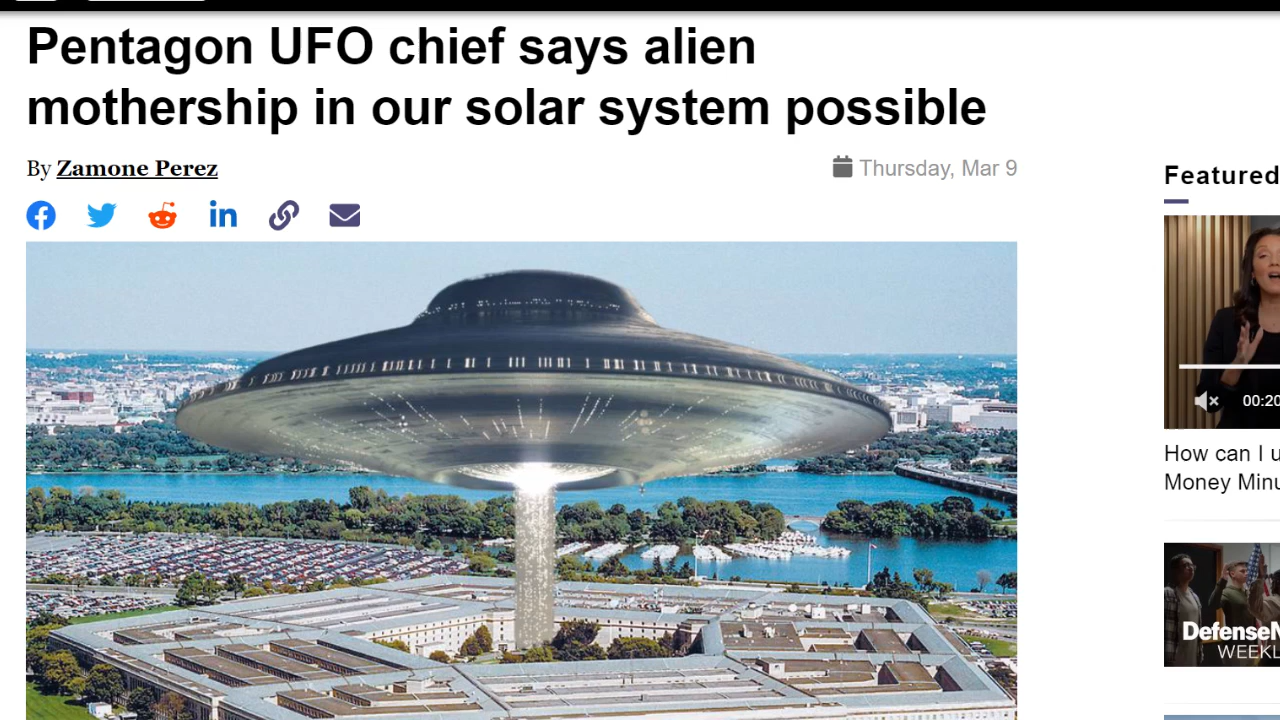 Pentagon UFO chief says alien
mothership in our solar system possible
By Zamone Perez
Thursday, Mar 9
Featured
00:20
How can I u
Money Minu
DefenseN
WEEKL